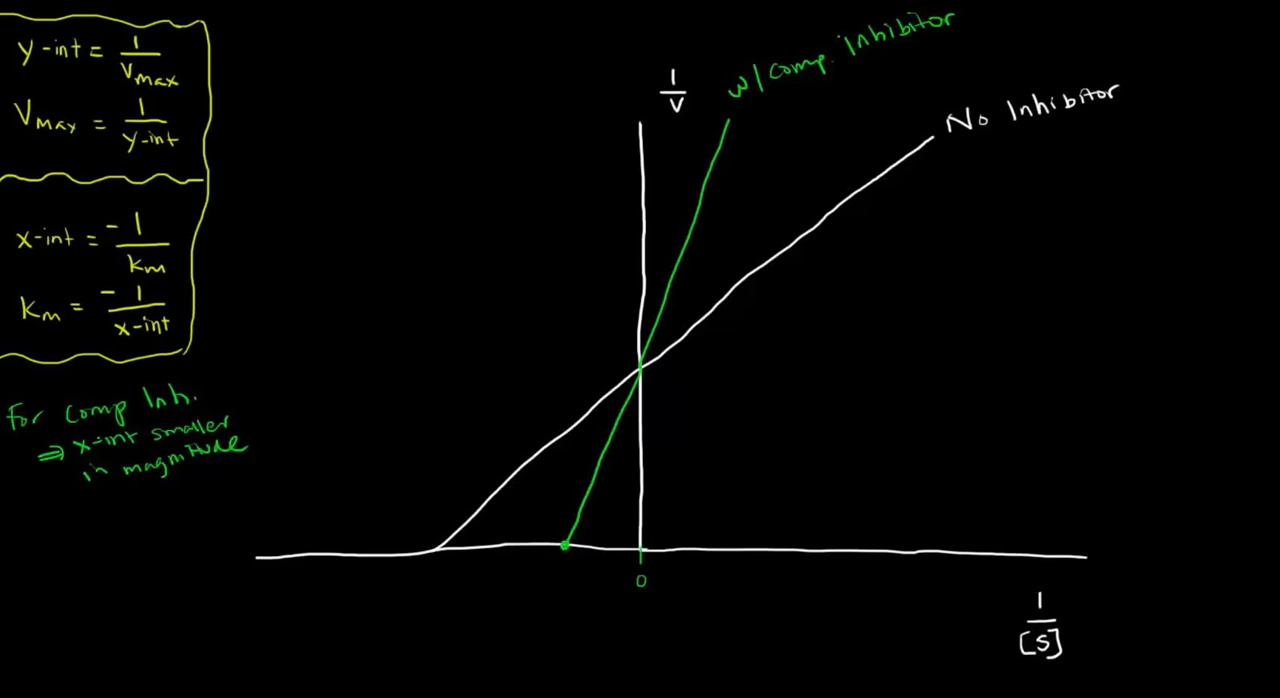 y-int = 1/Vmax
Vmax = 1/y-int
x-int = -1/km
km = -1/x-int
For Comp Inh.
⇒ x-int smaller
in magnitude
1/V
w/ comp. inhibitor
No Inhibitor
0
1/[S]